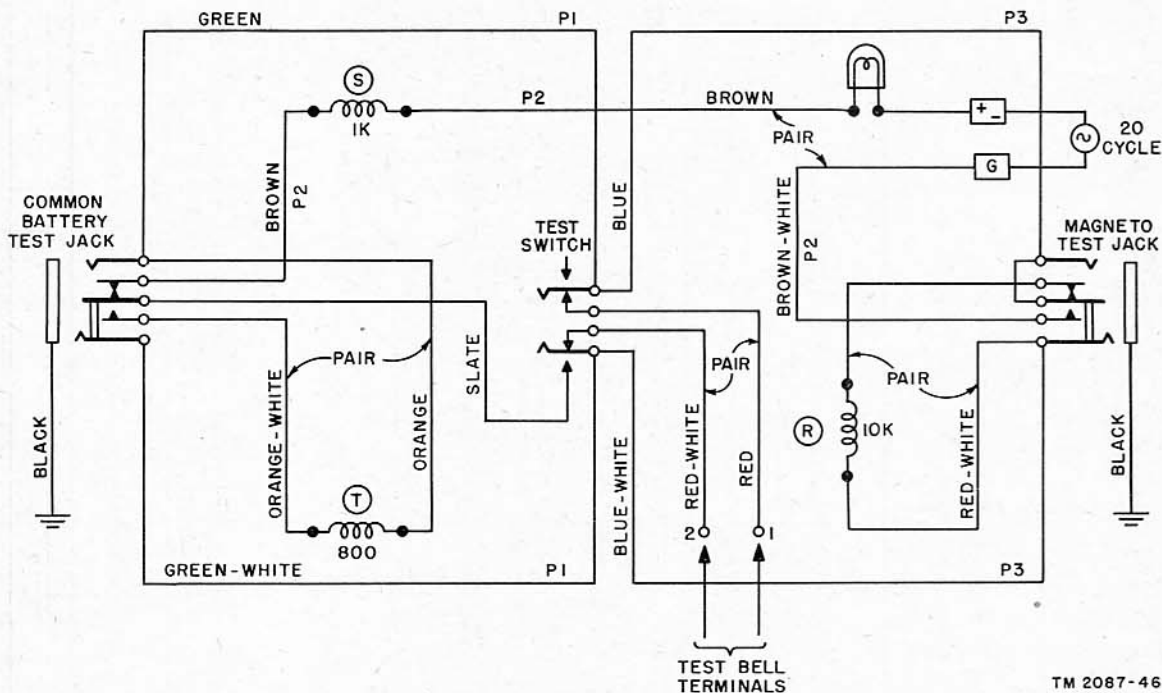 GREEN
P1
P3
S
1K
P2
BROWN
PAIR
+ -
20
CYCLE
G
BROWN
P2
BLUE
BROWN-WHITE
P2
COMMON
BATTERY
TEST JACK
TEST
SWITCH
MAGNETO
TEST JACK
PAIR
SLATE
PAIR
PAIR
ORANGE-WHITE
ORANGE
BLACK
RED-WHITE
RED
R
10K
RED-WHITE
BLACK
T
800
BLUE-WHITE
2
1
GREEN-WHITE
P1
P3
TEST BELL
TERMINALS
TM 2087-46